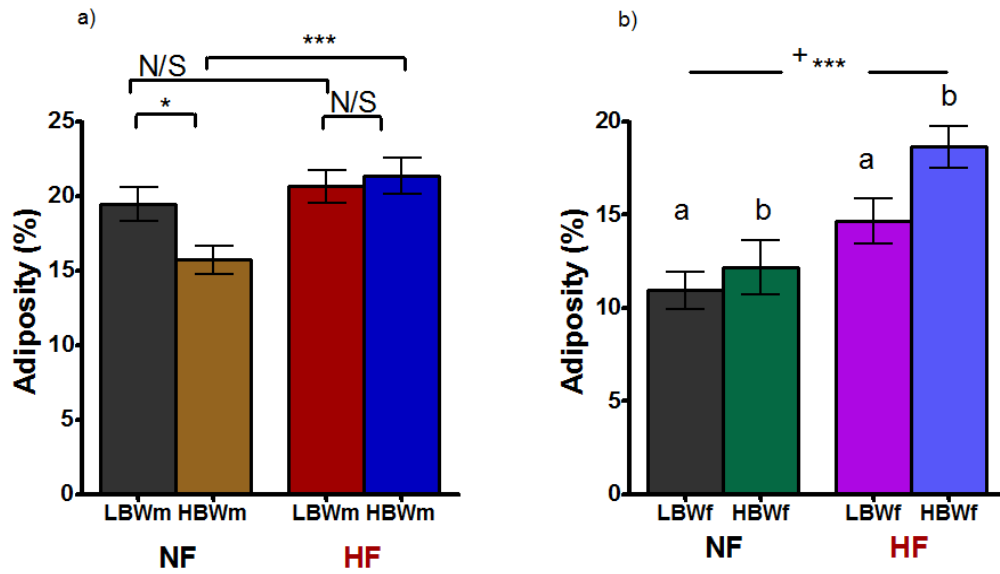 a)
***
N/S
*
N/S
25
20
15
10
5
0
Adiposity (%)
LBWm HBWm LBWm HBWm
NF HF
b)
+ ***
a b a b
20
15
10
5
0
Adiposity (%)
LBWf HBWf LBWf HBWf
NF HF